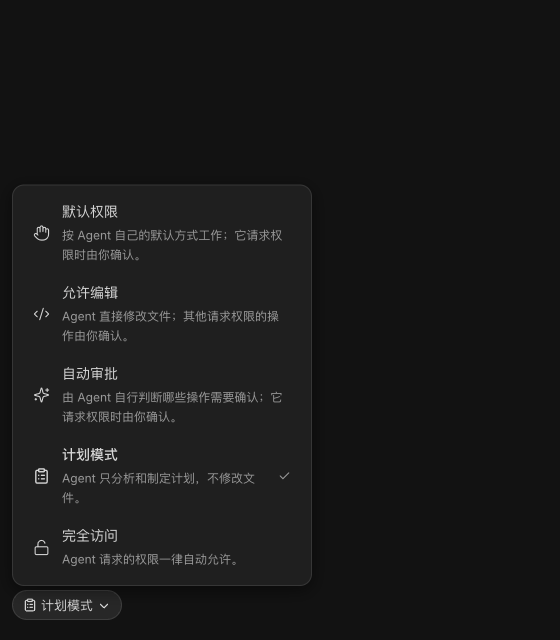 默认权限
按 Agent 自己的默认方式工作；它请求权
限时由你确认。
允许编辑
Agent 直接修改文件；其他请求权限的操
作由你确认。
自动审批
由 Agent 自行判断哪些操作需要确认；它
请求权限时由你确认。
计划模式
Agent 只分析和制定计划，不修改文
件。
完全访问
Agent 请求的权限一律自动允许。
计划模式